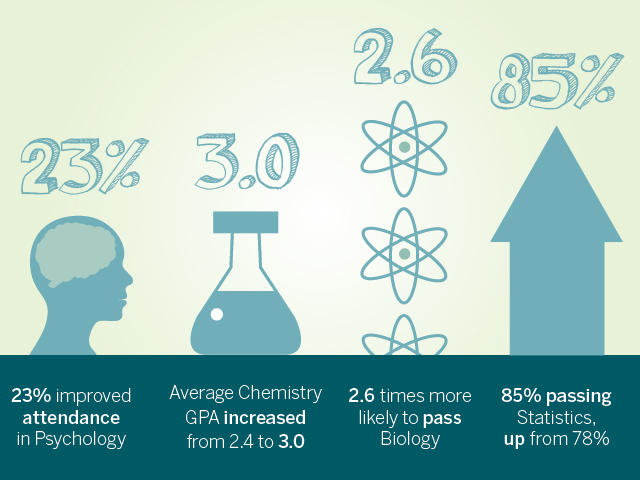 23%
3.0
2.6
85%
23% improved
attendance
in Psychology
Average Chemistry
GPA increased
from 2.4 to 3.0
2.6 times more
likely to pass
Biology
85% passing
Statistics,
up from 78%